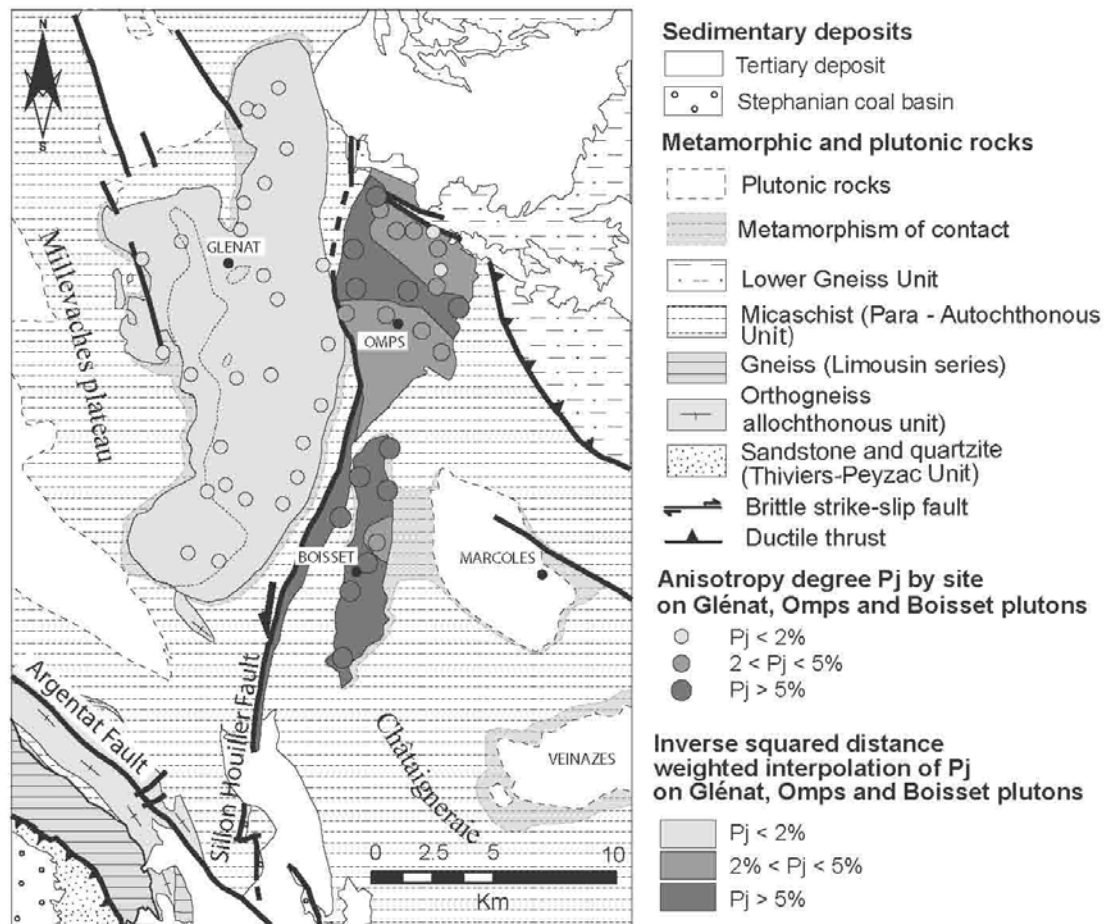 N
S
GLENAT
Millevaches plateau
OMPS
BOISSET
MARCOLES
Argentat Fault
Sillon Houiller Fault
Châtaigneraie
VEINAZES
0 2.5 5 10
Km
Sedimentary deposits
Tertiary deposit
Stephanian coal basin
Metamorphic and plutonic rocks
Plutonic rocks
Metamorphism of contact
Lower Gneiss Unit
Micaschist (Para - Autochthonous
Unit)
Gneiss (Limousin series)
Orthogneiss
allochthonous unit)
Sandstone and quartzite
(Thiviers-Peyzac Unit)
Brittle strike-slip fault
Ductile thrust
Anisotropy degree Pj by site
on Glénat, Omps and Boisset plutons
Pj < 2%
2 < Pj < 5%
Pj > 5%
Inverse squared distance
weighted interpolation of Pj
on Glénat, Omps and Boisset plutons
Pj < 2%
2% < Pj < 5%
Pj > 5%